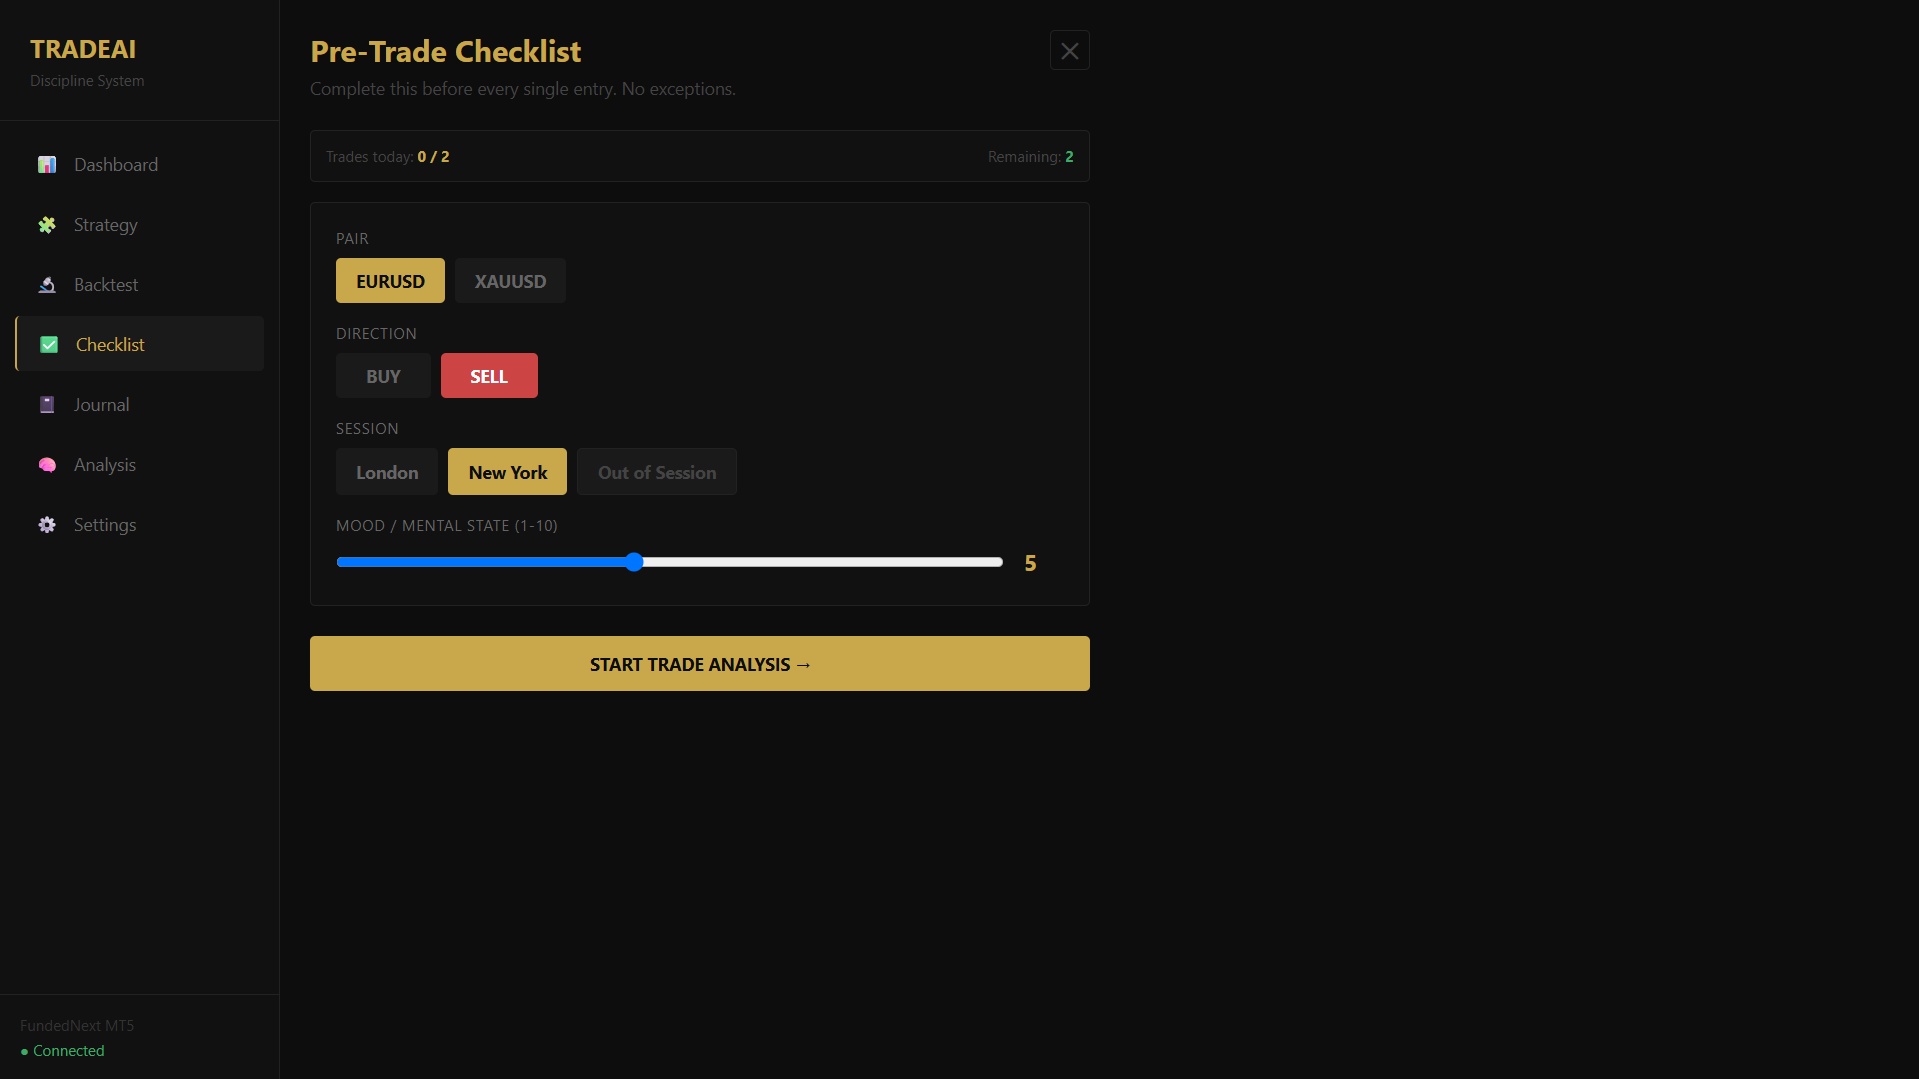 TRADEAI
Discipline System
Dashboard
Strategy
Backtest
Checklist
Journal
Analysis
Settings
FundedNext MT5
● Connected
Pre-Trade Checklist
Complete this before every single entry. No exceptions.
Trades today: 0 / 2
Remaining: 2
PAIR
EURUSD XAUUSD
DIRECTION
BUY SELL
SESSION
London New York Out of Session
MOOD / MENTAL STATE (1-10)
5
START TRADE ANALYSIS →